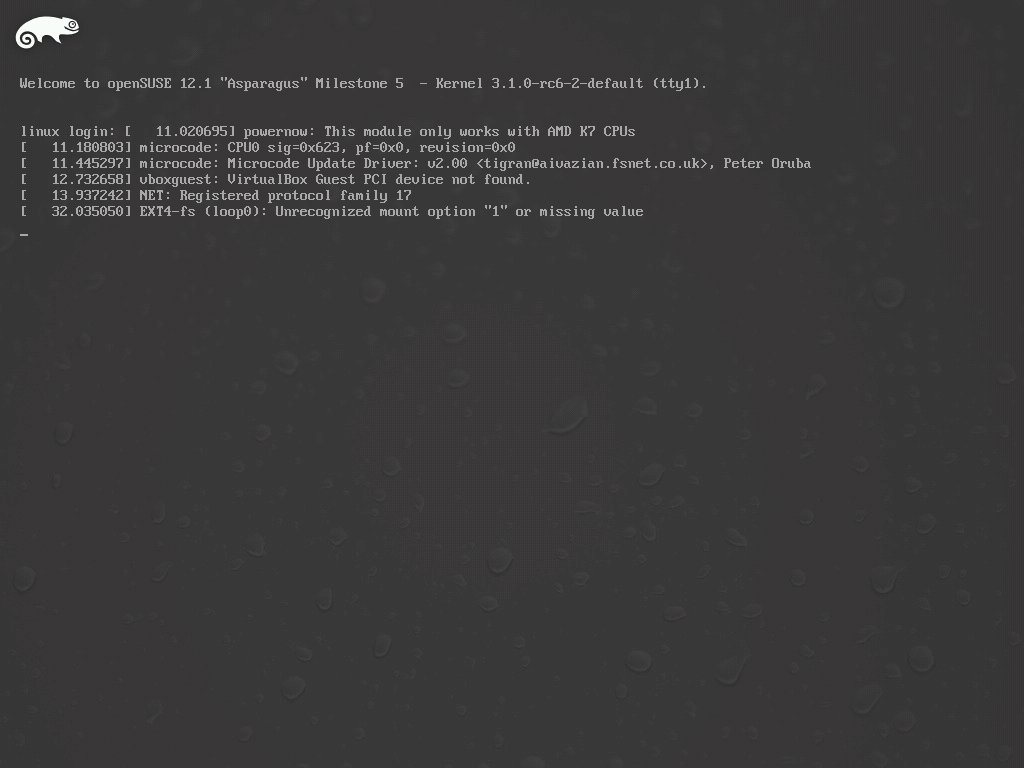 Welcome to openSUSE 12.1 "Asparagus" Milestone 5  - Kernel 3.1.0-rc6-2-default (tty1).
linux login: [   11.020695] powernow: This module only works with AMD K7 CPUs
[   11.180803] microcode: CPU0 sig=0x623, pf=0x0, revision=0x0
[   11.445297] microcode: Microcode Update Driver: v2.00 <tigran@aivazian.fsnet.co.uk>, Peter Oruba
[   12.732658] vboxguest: VirtualBox Guest PCI device not found.
[   13.937242] NET: Registered protocol family 17
[   32.035050] EXT4-fs (loop0): Unrecognized mount option "1" or missing value
_